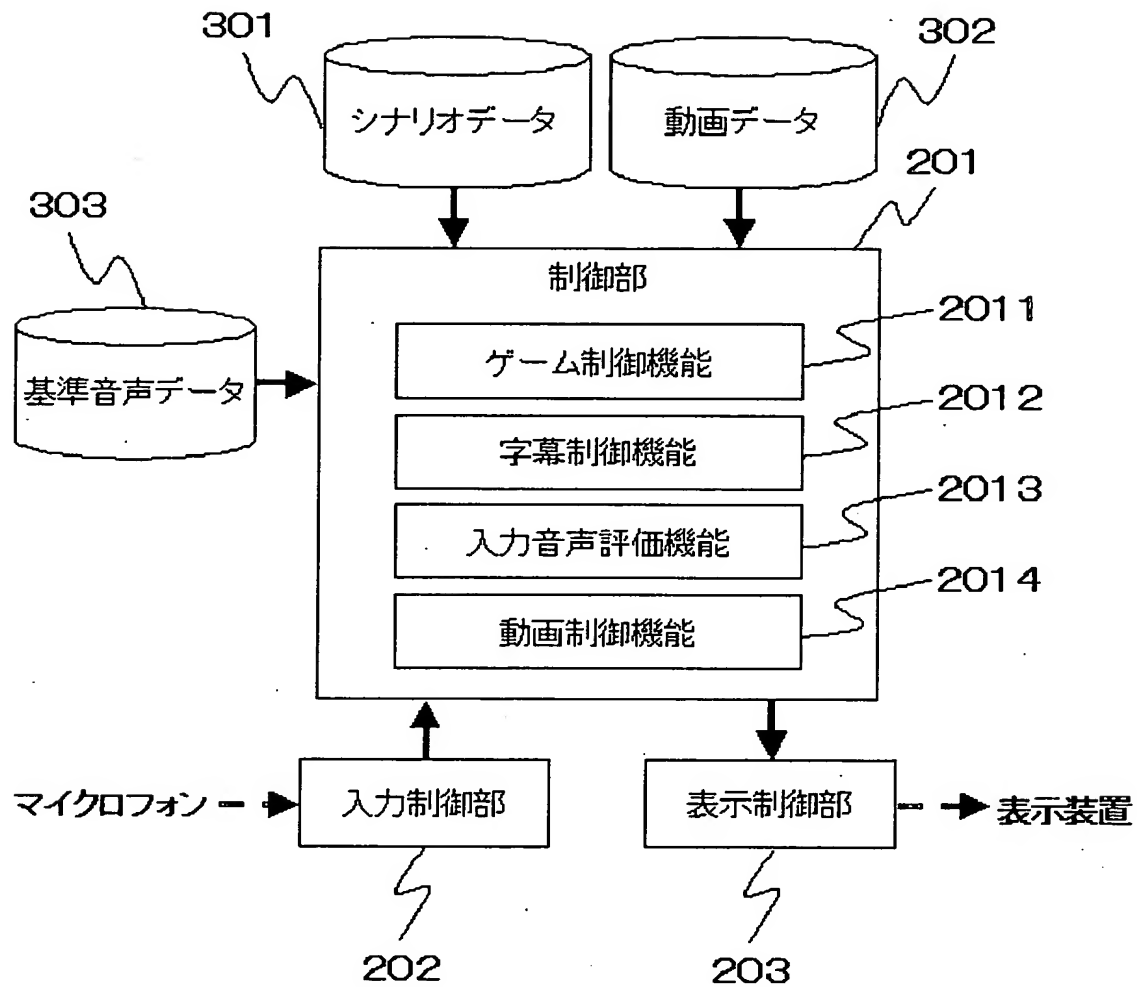 301
302
シナリオデータ
動画データ
201
303
制御部
基準音声データ
ゲーム制御機能
2011
字幕制御機能
2012
入力音声評価機能
2013
動画制御機能
2014
マイクロフォン
入力制御部
表示制御部
表示装置
202
203